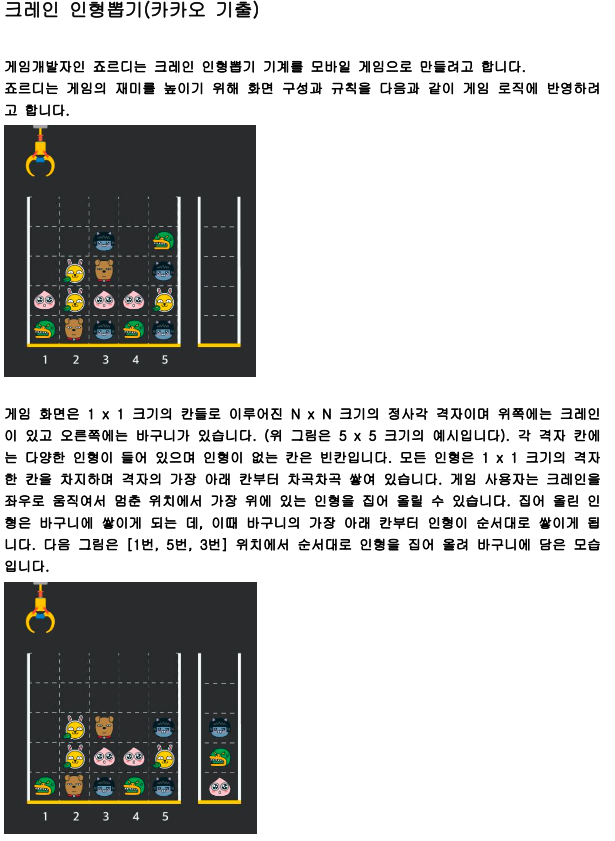 크레인 인형뽑기(카카오 기출)
게임개발자인 죠르디는 크레인 인형뽑기 기계를 모바일 게임으로 만들려고 합니다.
죠르디는 게임의 재미를 높이기 위해 화면 구성과 규칙을 다음과 같이 게임 로직에 반영하려
고 합니다.
1 2 3 4 5
게임 화면은 1 x 1 크기의 칸들로 이루어진 N x N 크기의 정사각 격자이며 위쪽에는 크레인
이 있고 오른쪽에는 바구니가 있습니다. (위 그림은 5 x 5 크기의 예시입니다). 각 격자 칸에
는 다양한 인형이 들어 있으며 인형이 없는 칸은 빈칸입니다. 모든 인형은 1 x 1 크기의 격자
한 칸을 차지하며 격자의 가장 아래 칸부터 차곡차곡 쌓여 있습니다. 게임 사용자는 크레인을
좌우로 움직여서 멈춘 위치에서 가장 위에 있는 인형을 집어 올릴 수 있습니다. 집어 올린 인
형은 바구니에 쌓이게 되는 데, 이때 바구니의 가장 아래 칸부터 인형이 순서대로 쌓이게 됩
니다. 다음 그림은 [1번, 5번, 3번] 위치에서 순서대로 인형을 집어 올려 바구니에 담은 모습
입니다.
1 2 3 4 5